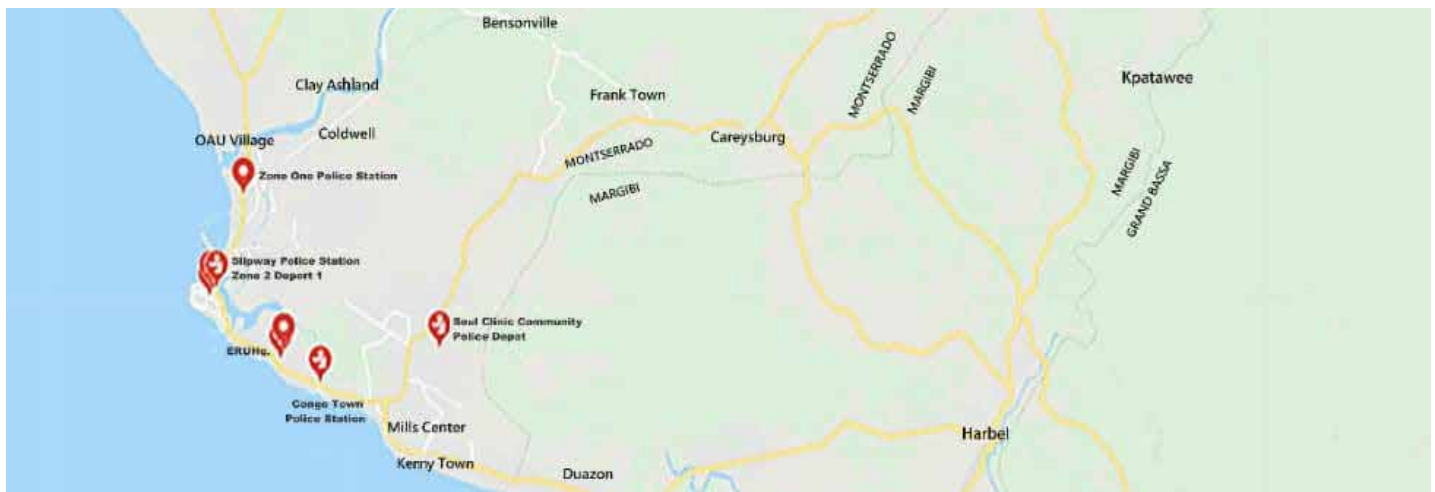 Bensonville
Clay Ashland
Frank Town
Kpatawee
Coldwell
OAU Village
Careysburg
MONTSERRADO
MARGIBI
MONTSERRADO
MARGIBI
MARGIBI
GRAND BASSA
Zone One Police Station
Slipway Police Station
Zone 2 Deport 1
Soul Clinic Community
Police Depot
ERUHq.
Congo Town
Police Station
Mills Center
Harbel
Kenny Town
Duazon